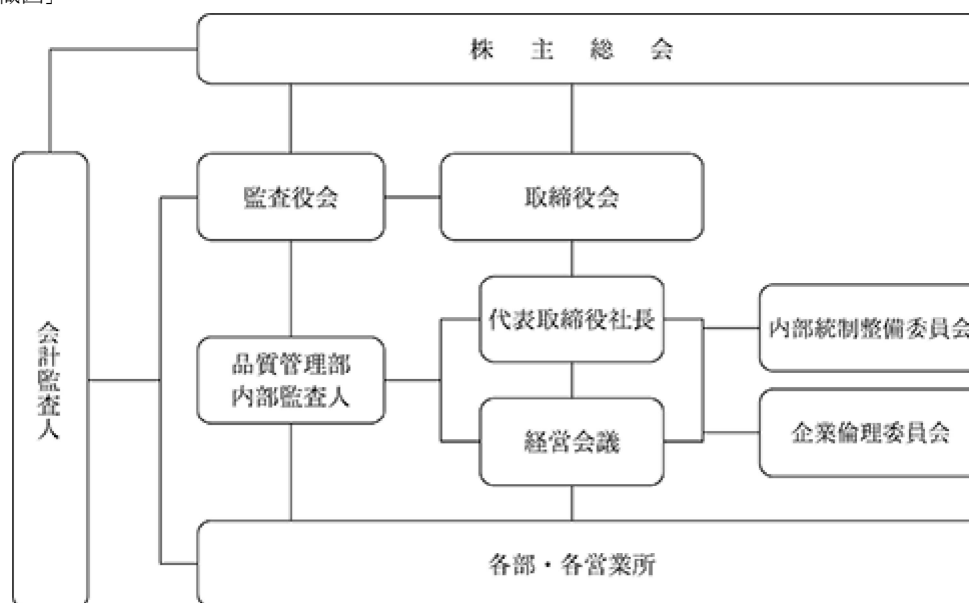 株主総会
監査役会
取締役会
代表取締役社長
内部統制整備委員会
会計監査人
品質管理部
内部監査人
経営会議
企業倫理委員会
各部・各営業所